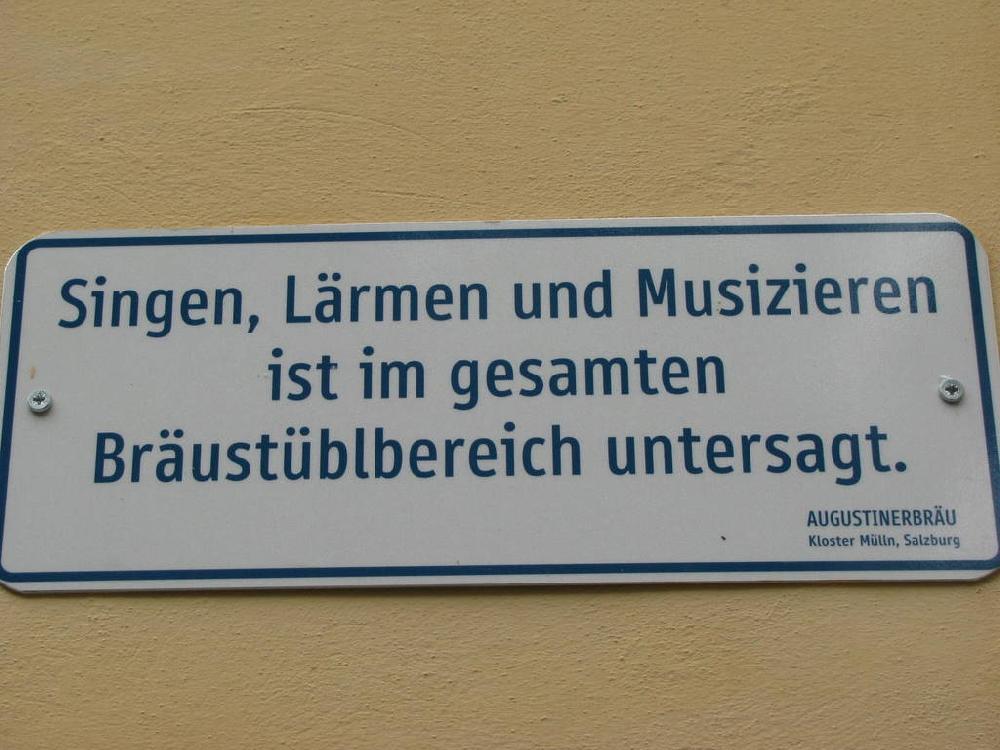 Singen, Lärmen und Musizieren
ist im gesamten
Bräustüblbereich untersagt.
AUGUSTINERBRÄU
Kloster Mülln, Salzburg